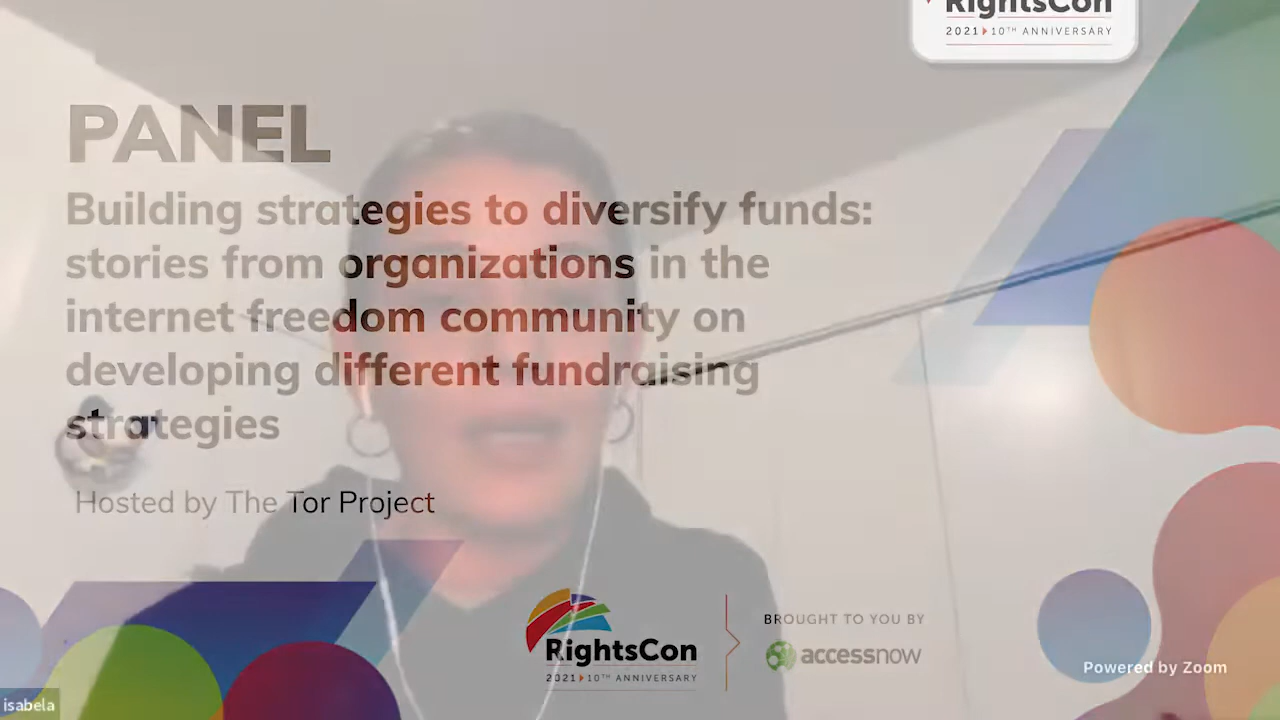 RightsCon
2021 10TH ANNIVERSARY
PANEL
Building strategies to diversify funds:
stories from organizations in the
internet freedom community on
developing different fundraising
strategies
Hosted by The Tor Project
RightsCon
2021 10TH ANNIVERSARY
BROUGHT TO YOU BY
accessnow
Powered by Zoom
isabela